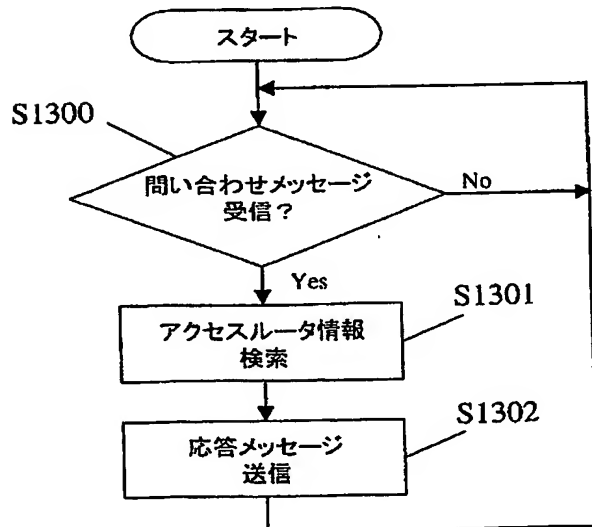 スタート
S1300
問い合わせメッセージ
受信?
No
Yes
S1301
アクセスルータ情報
検索
S1302
応答メッセージ
送信